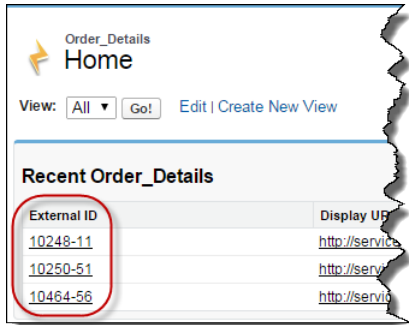 Order_Details
Home
View: All Go! Edit | Create New View
Recent Order_Details
External ID Display
10248-11 http://service
10250-51
10464-56